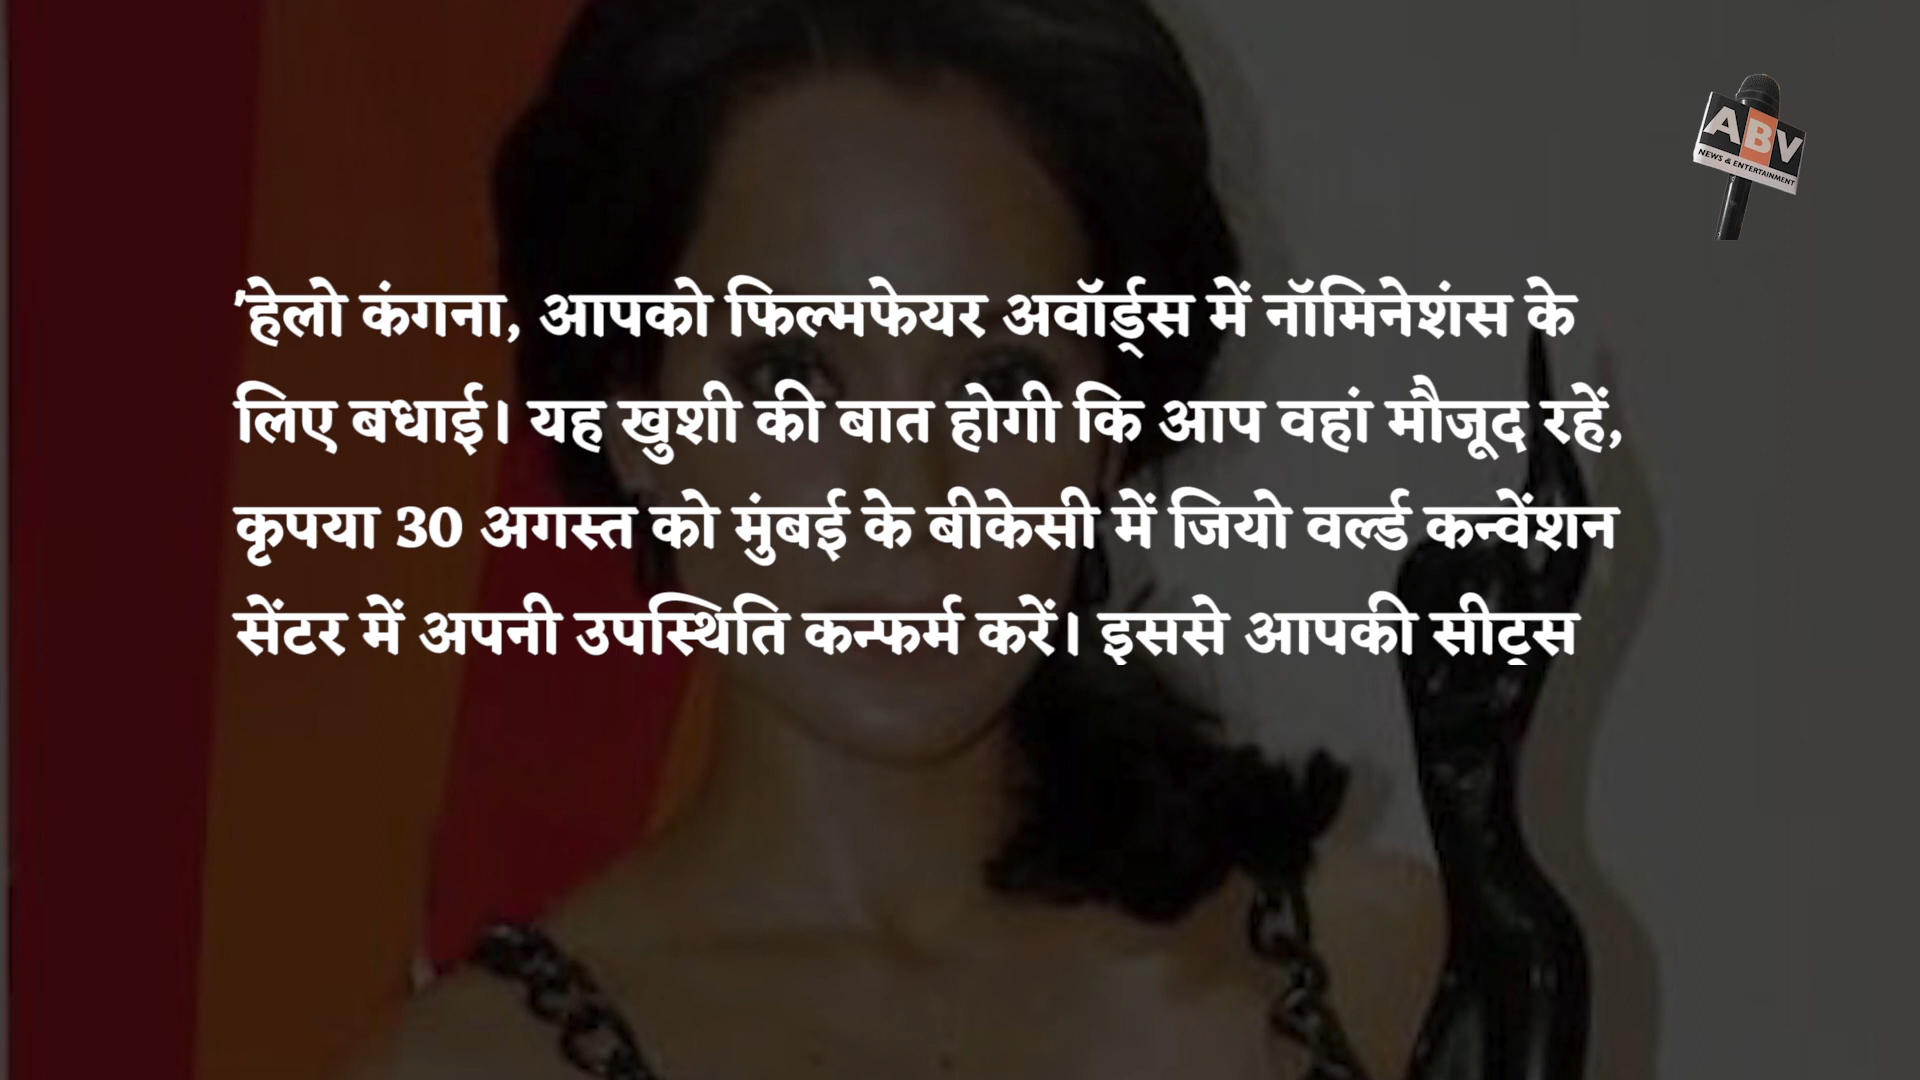 ABV
NEWS & ENTERTAINMENT
'हेलो कंगना, आपको फिल्मफेयर अवॉर्ड्स में नॉमिनेशंस के
लिए बधाई। यह खुशी की बात होगी कि आप वहां मौजूद रहें,
कृपया 30 अगस्त को मुंबई के बीकेसी में जियो वर्ल्ड कन्वेंशन
सेंटर में अपनी उपस्थिति कन्फर्म करें। इससे आपकी सीट्स